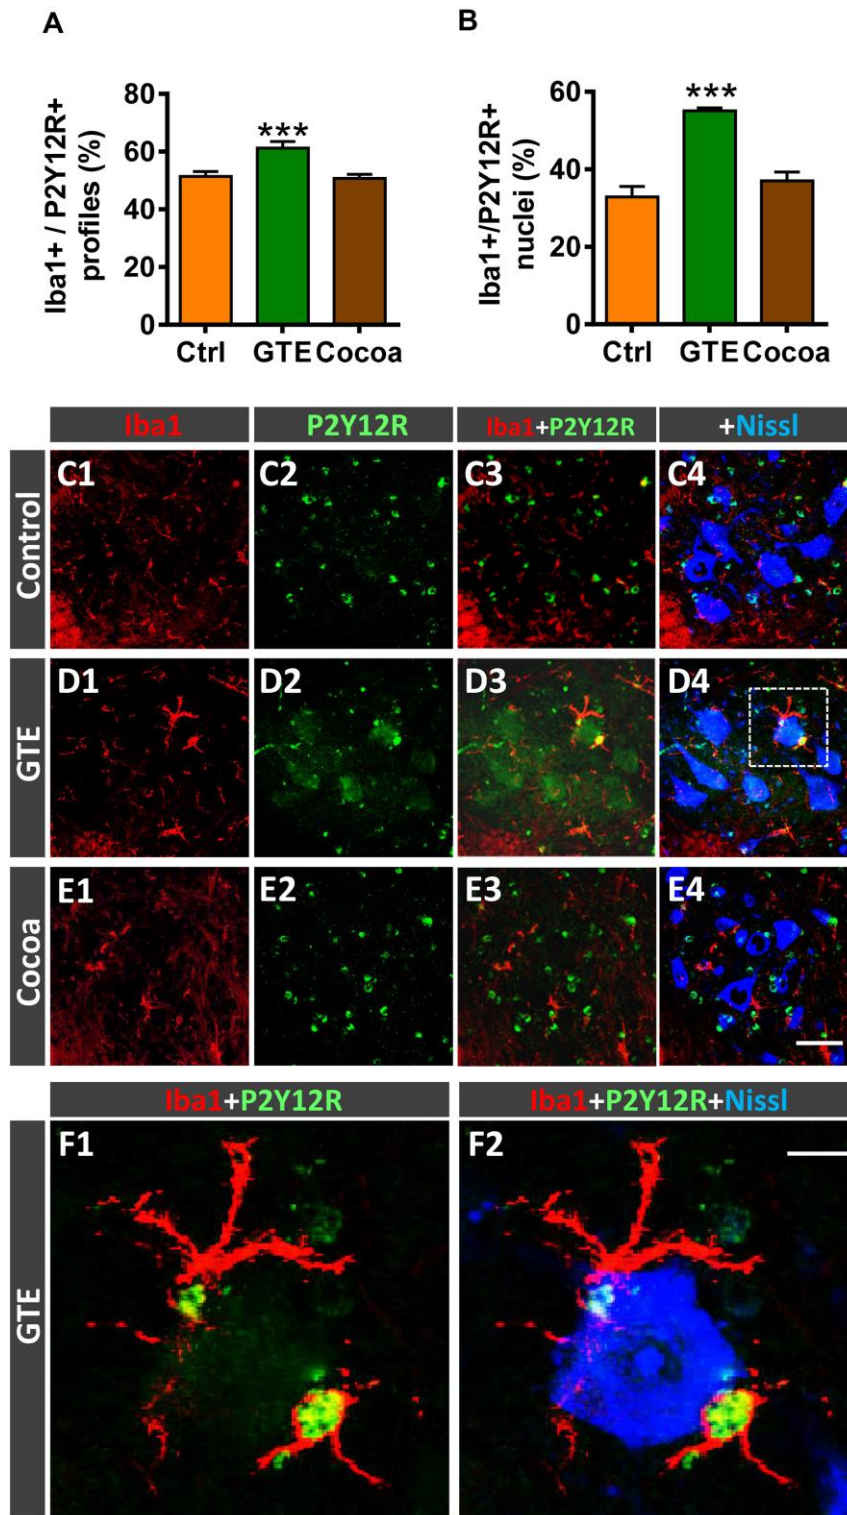 A
B
Iba1+ / P2Y12R+
profiles (%)
80
60
40
20
0
***
Ctrl GTE Cocoa
Iba1+/P2Y12R+
nuclei (%)
60
40
20
0
***
Ctrl GTE Cocoa
Iba1 P2Y12R Iba1+P2Y12R +Nissl
Control
C1 C2 C3 C4
GTE
D1 D2 D3 D4
Cocoa
E1 E2 E3 E4
Iba1+P2Y12R Iba1+P2Y12R+Nissl
GTE
F1 F2